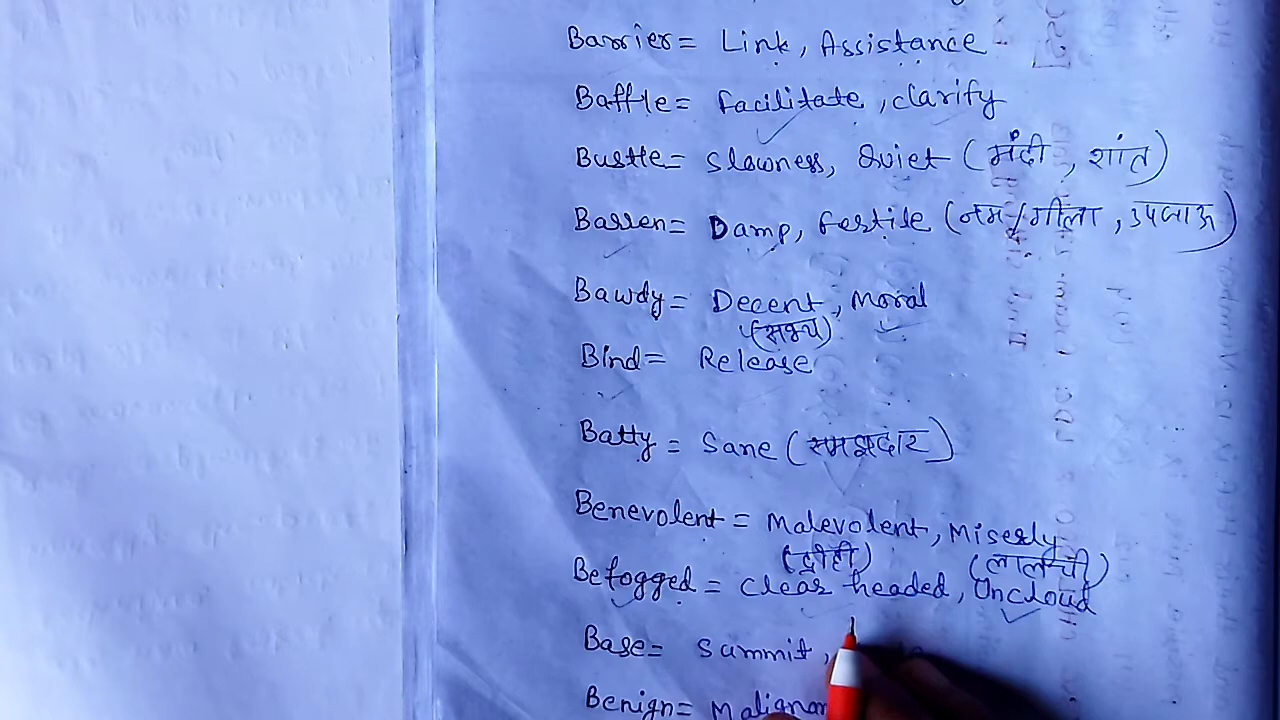 Barrier = Link, Assistance
Baffle = facilitate, clarify
Bustle = Slowness, Quiet (मंदी, शांत)
Barren = Damp, Fertile (नम/गीला, उपजाऊ)
Bawdy = Decent, Moral
(सभ्य)
Bind = Release
Batty = Sane (समझदार)
Benevolent = Malevolent, Miserly
(द्रोही) (लालची)
Befogged = Clear headed, Uncloud
Base = Summit,
Benign =